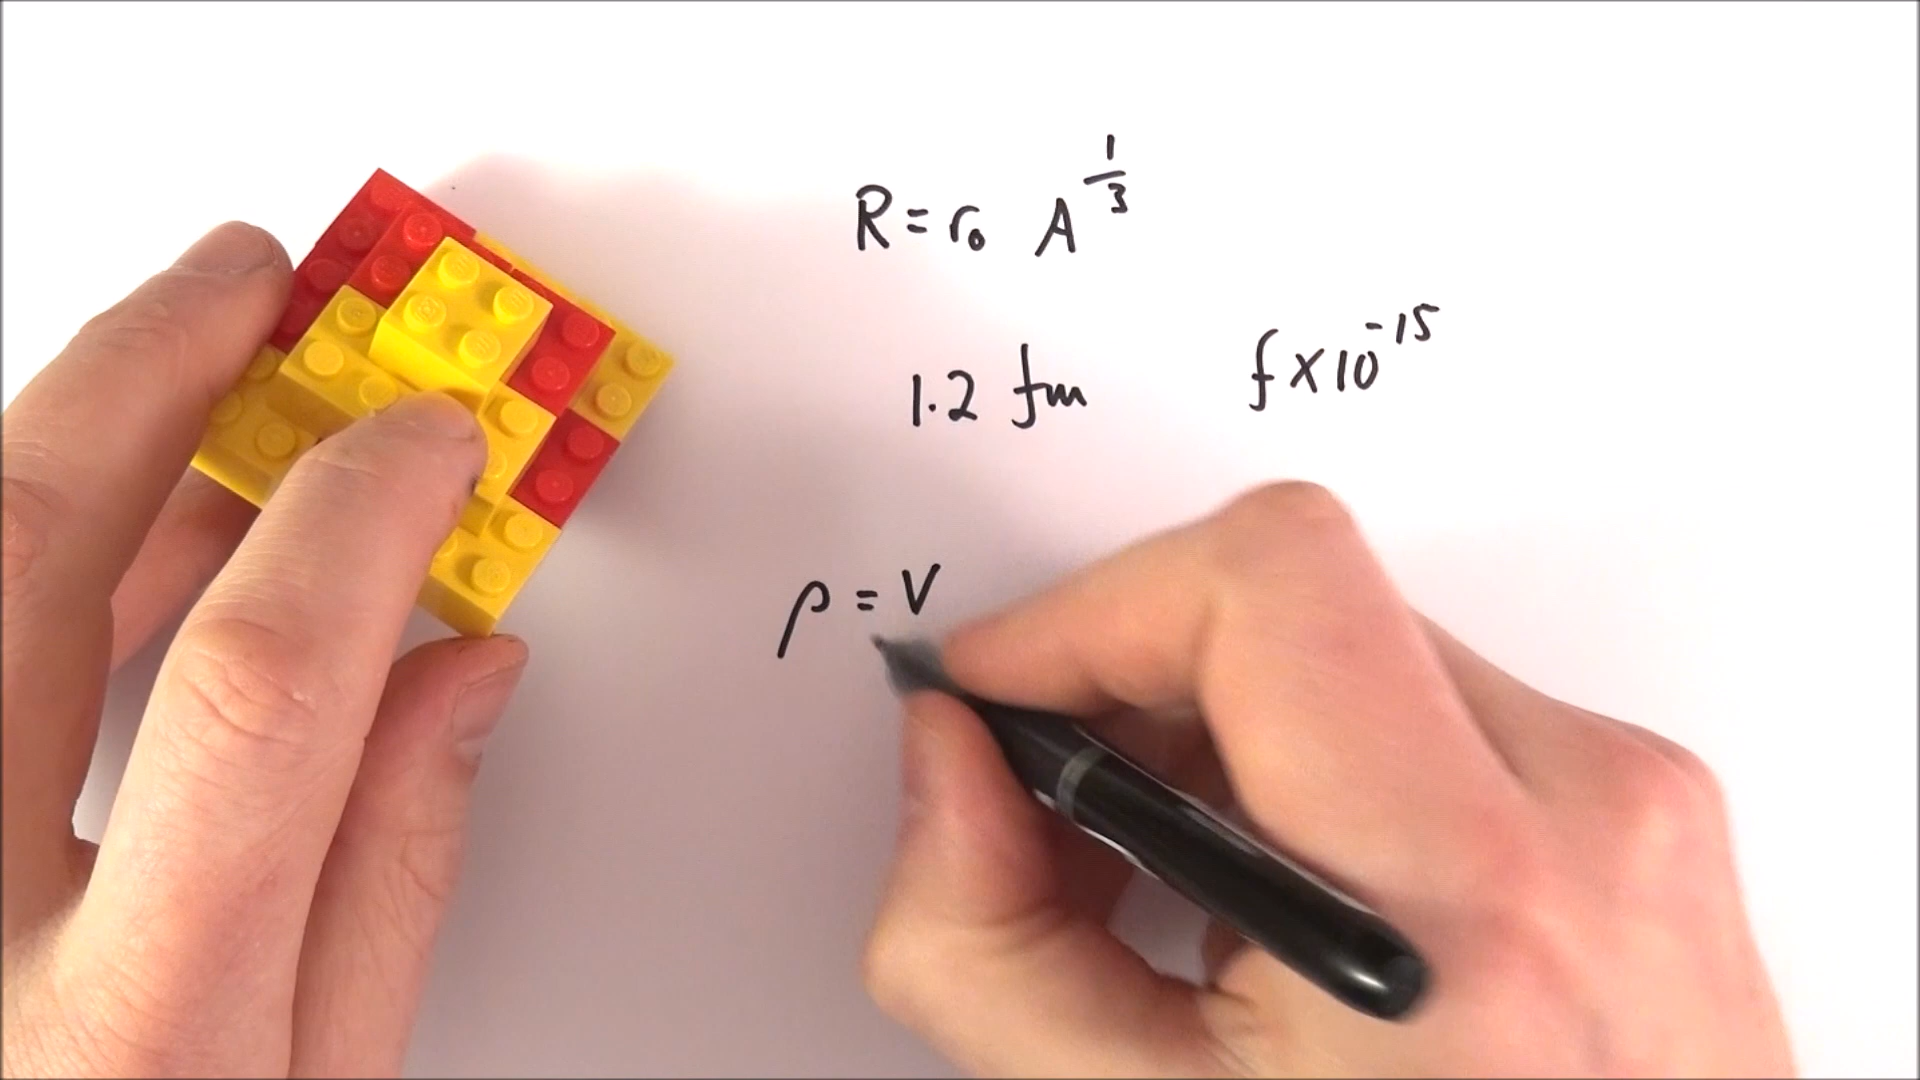 R = r₀ A^(1/3)
1.2 fm f×10⁻¹⁵
ρ = V